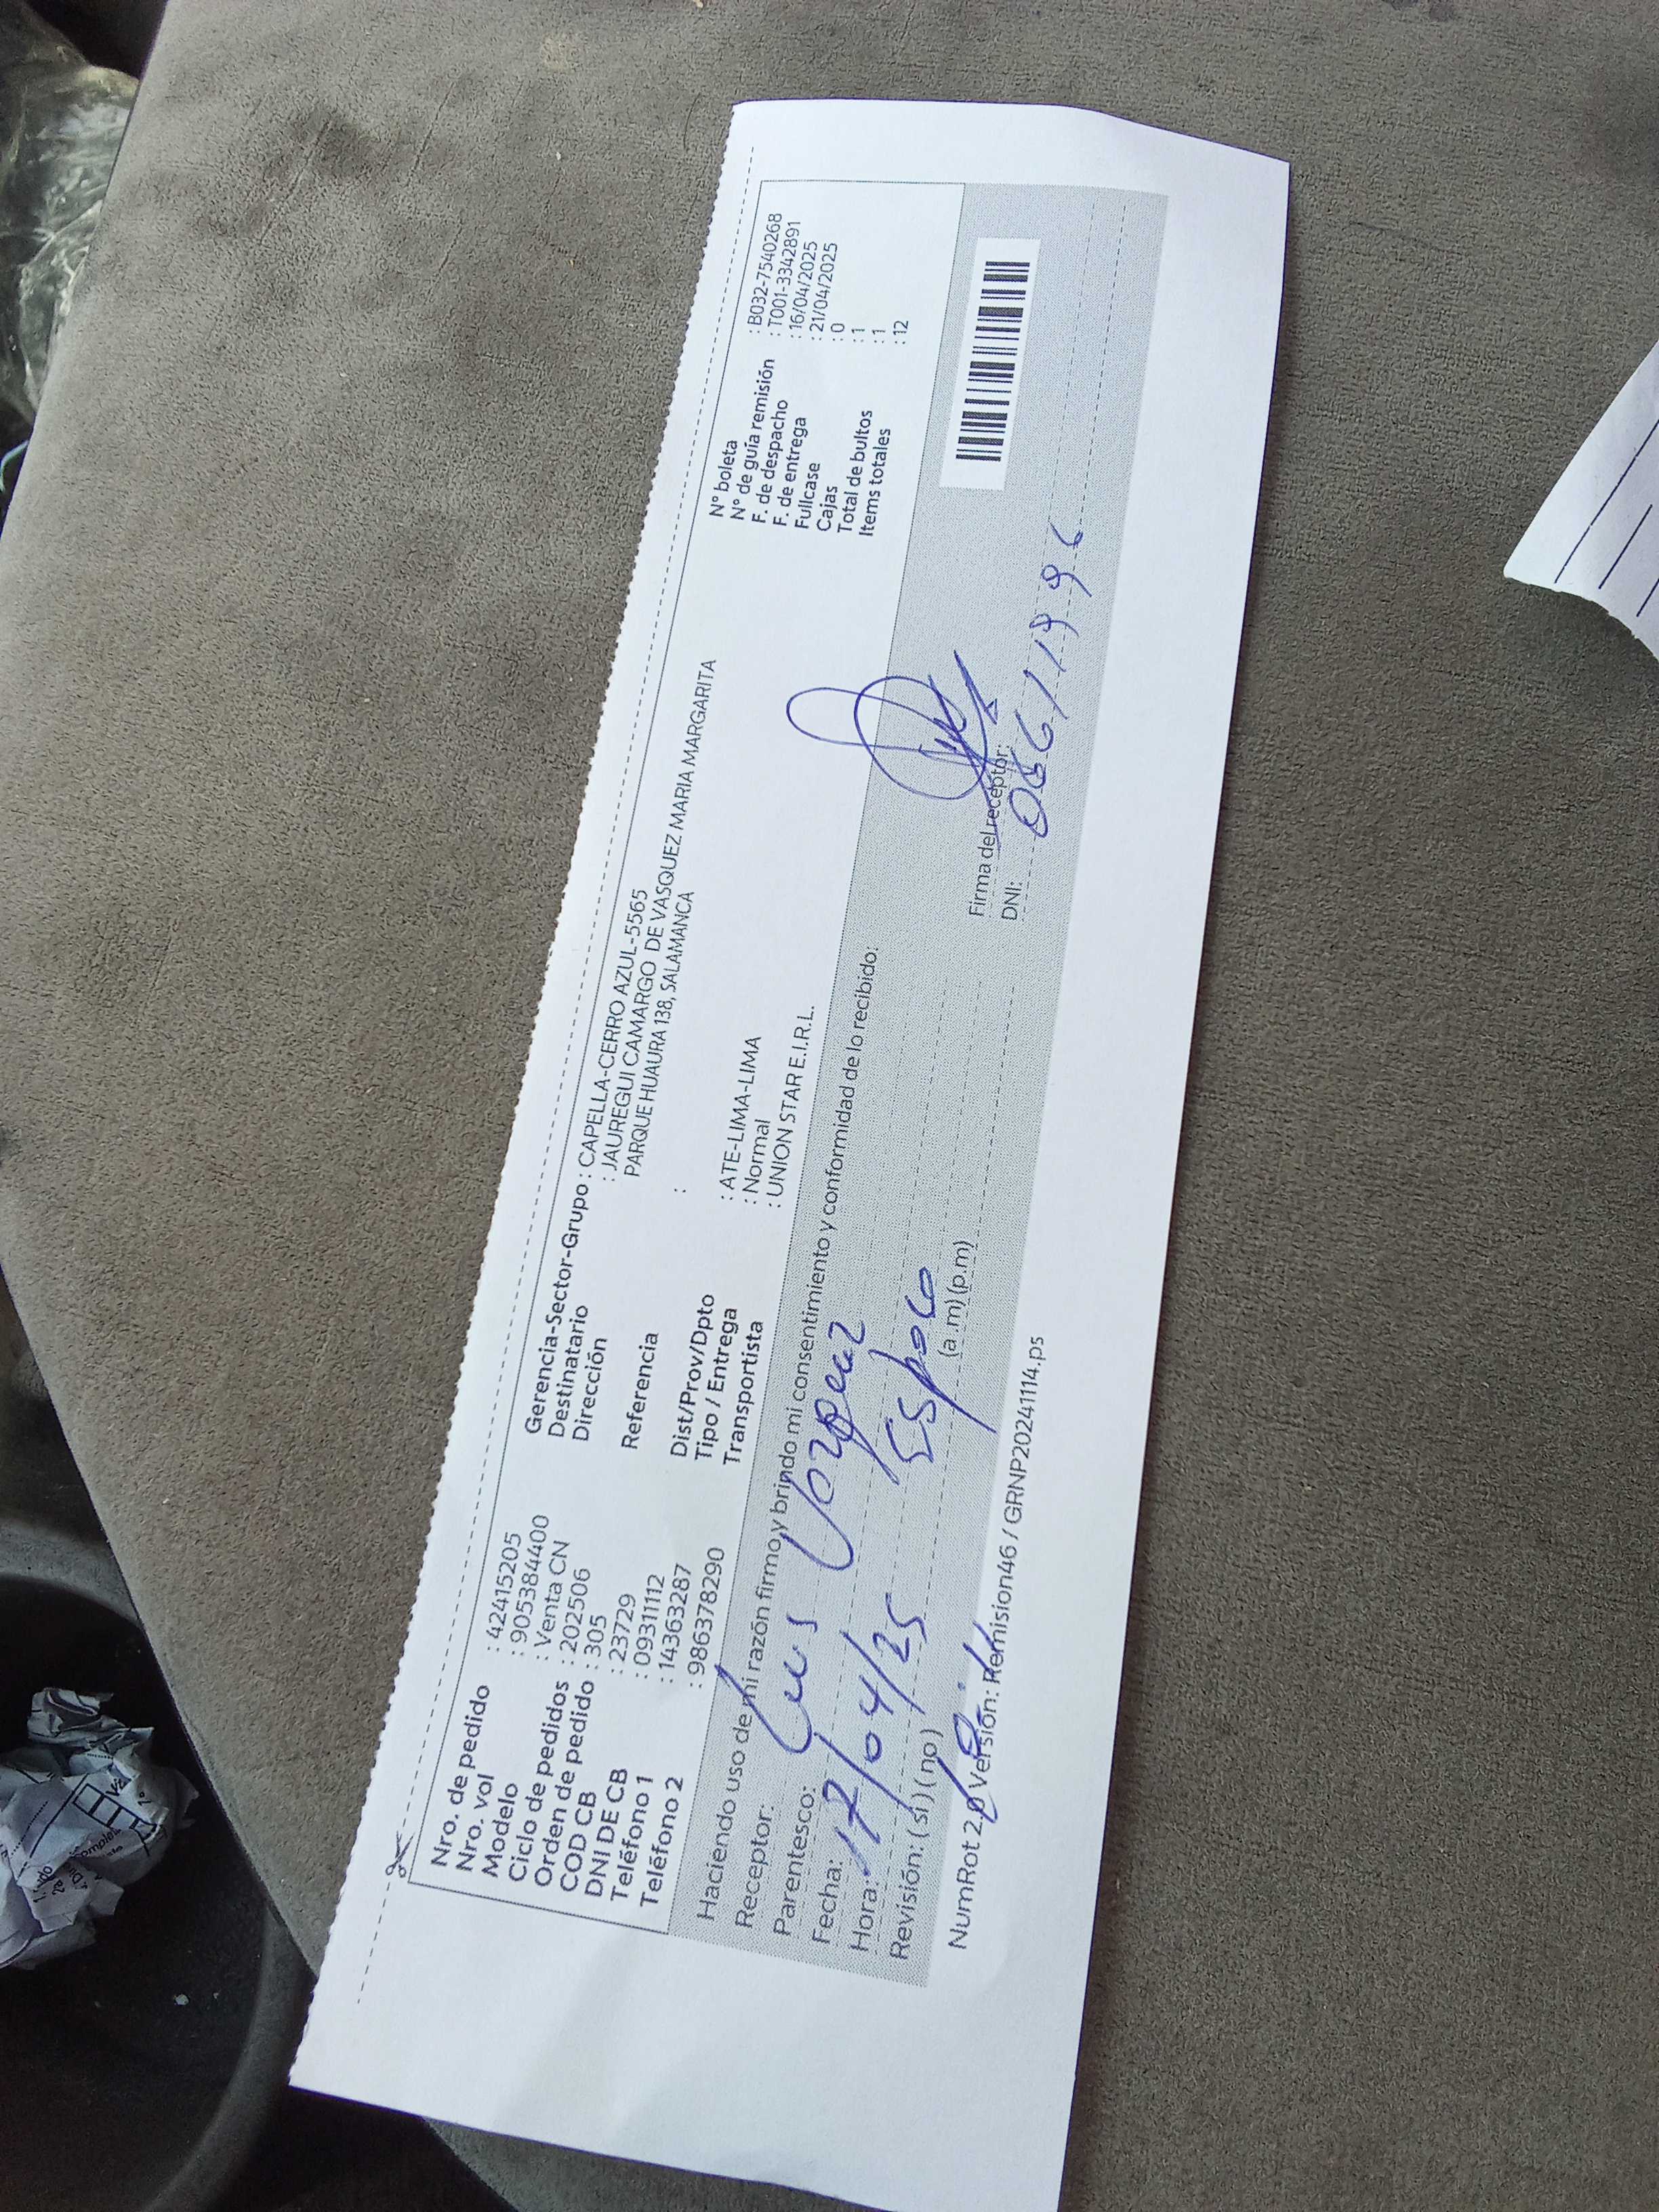 Nro. de pedido : 42415205
Nro. vol : 905384400
Modelo : Venta CN
Ciclo de pedidos : 202506
Orden de pedido : 305
COD CB : 23729
DNI DE CB : 09311112
Teléfono 1 : 14363287
Teléfono 2 : 986378290
Gerencia-Sector-Grupo : CAPELLA-CERRO AZUL-5565
Destinatario : JAUREGUI CAMARGO DE VASQUEZ MARIA MARGARITA
Dirección PARQUE HUAURA 138, SALAMANCA
Referencia :
Dist/Prov/Dpto : ATE-LIMA-LIMA
Tipo / Entrega : Normal
Transportista : UNION STAR E.I.R.L.
N° boleta : B032-7540268
N° de guía remisión : T001-3342891
F. de despacho : 16/04/2025
F. de entrega : 21/04/2025
Fullcase : 0
Cajas : 1
Total de bultos : 1
Items totales : 12
Haciendo uso de mi razón firmo y brindo mi consentimiento y conformidad de lo recibido:
Receptor: Luis
Parentesco: Esposo
Fecha: 17/04/25
Hora: (a.m) (p.m)
Revisión: (sí) (no)
Firma del receptor:
DNI:
NumRot 2.0 Versión: Remision46 / GRNP20241114.ps